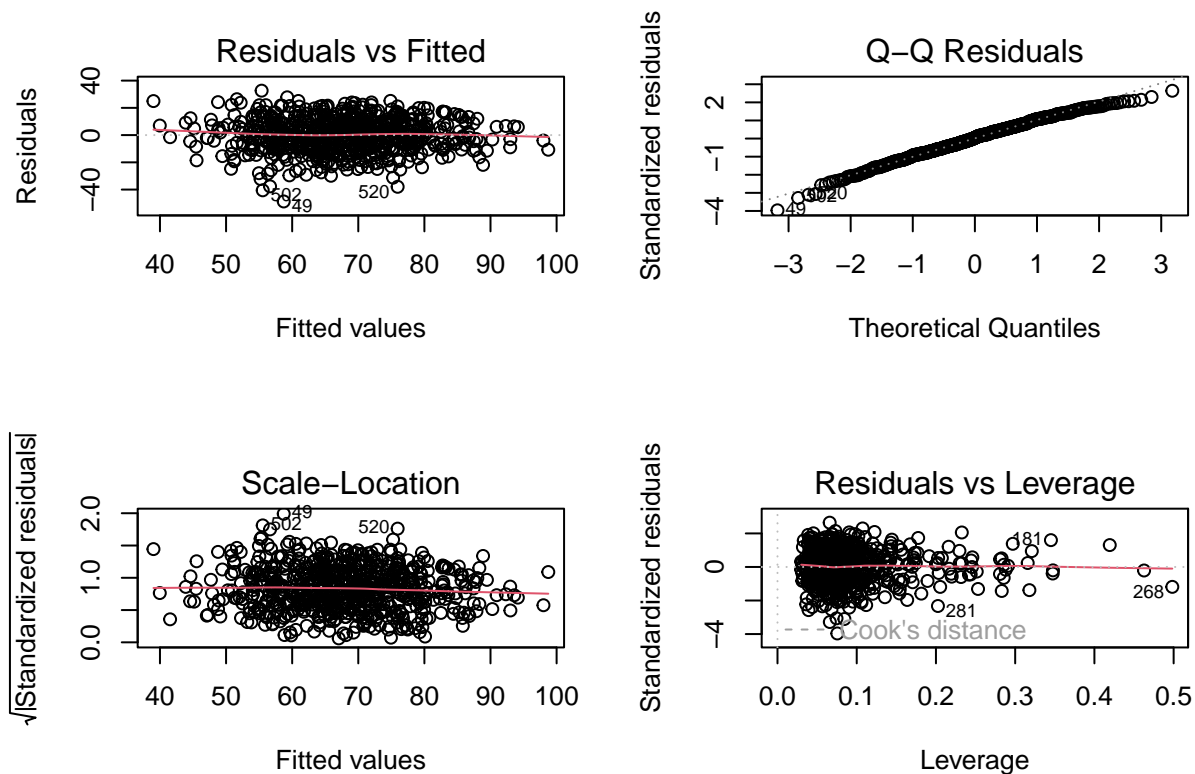 Residuals vs Fitted
Residuals
40
0
−40
502
49
520
40 50 60 70 80 90 100
Fitted values
Q−Q Residuals
Standardized residuals
2
−1
−4
49
502
520
−3 −2 −1 0 1 2 3
Theoretical Quantiles
Scale−Location
√|Standardized residuals|
2.0
1.0
0.0
49
502
520
40 50 60 70 80 90 100
Fitted values
Residuals vs Leverage
Standardized residuals
0
−4
181
268
281
Cook's distance
0.0 0.1 0.2 0.3 0.4 0.5
Leverage